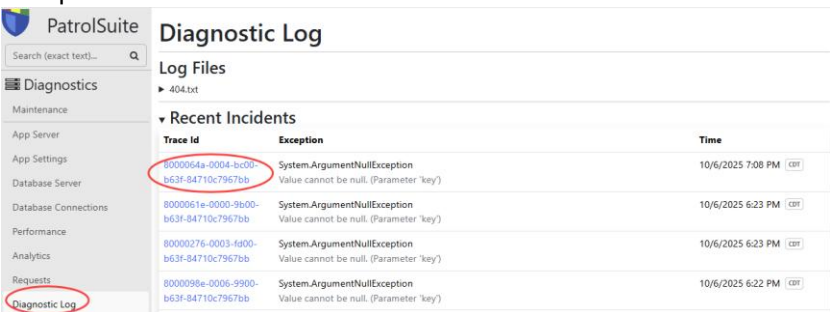 PatrolSuite
Search (exact text)...
Diagnostics
Maintenance
App Server
App Settings
Database Server
Database Connections
Performance
Analytics
Requests
Diagnostic Log
Diagnostic Log
Log Files
404.txt
Recent Incidents
Trace Id Exception Time
8000064a-0004-bc00- System.ArgumentNullException 10/6/2025 7:08 PM CDT
b63f-84710c7967bb Value cannot be null. (Parameter 'key')
8000061e-0000-9b00- System.ArgumentNullException 10/6/2025 6:23 PM CDT
b63f-84710c7967bb Value cannot be null. (Parameter 'key')
80000276-0003-fd00- System.ArgumentNullException 10/6/2025 6:23 PM CDT
b63f-84710c7967bb Value cannot be null. (Parameter 'key')
8000098e-0006-9900- System.ArgumentNullException 10/6/2025 6:22 PM CDT
b63f-84710c7967bb Value cannot be null. (Parameter 'key')